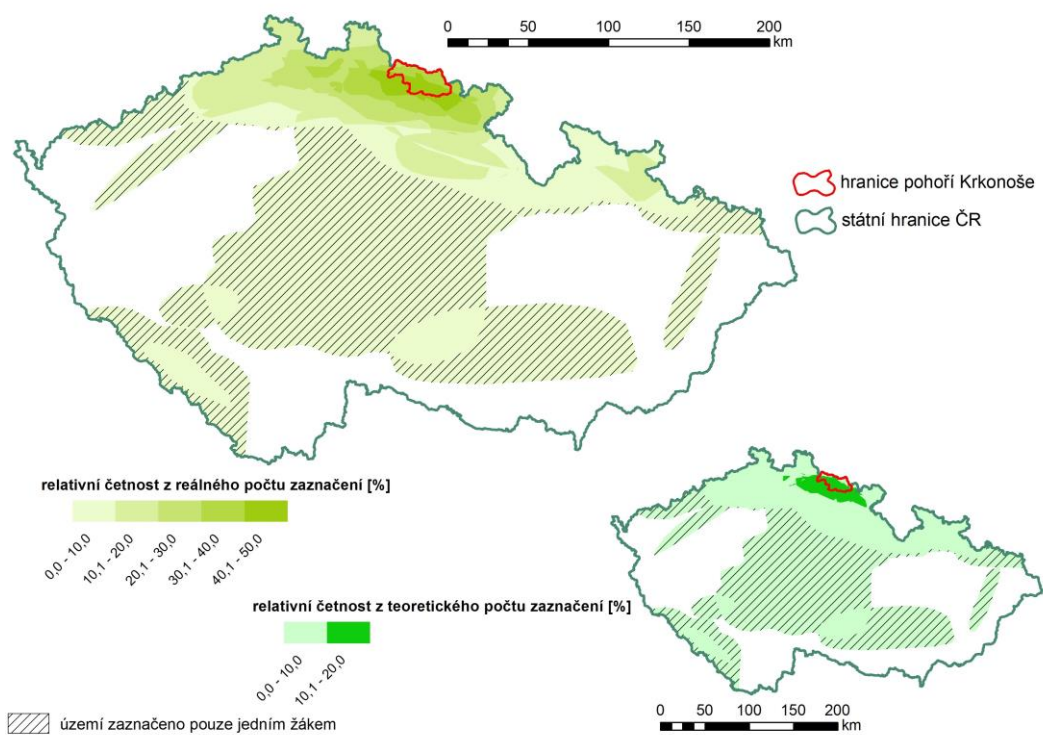 0 50 100 200
km
hranice pohoří Krkonoše
státní hranice ČR
relativní četnost z reálného počtu zaznačení [%]
0,0 - 10,0
10,1 - 20,0
20,1 - 30,0
30,1 - 40,0
40,1 - 50,0
relativní četnost z teoretického počtu zaznačení [%]
0,0 - 10,0
10,1 - 20,0
území zaznačeno pouze jedním žákem
0 50 100 150 200
km